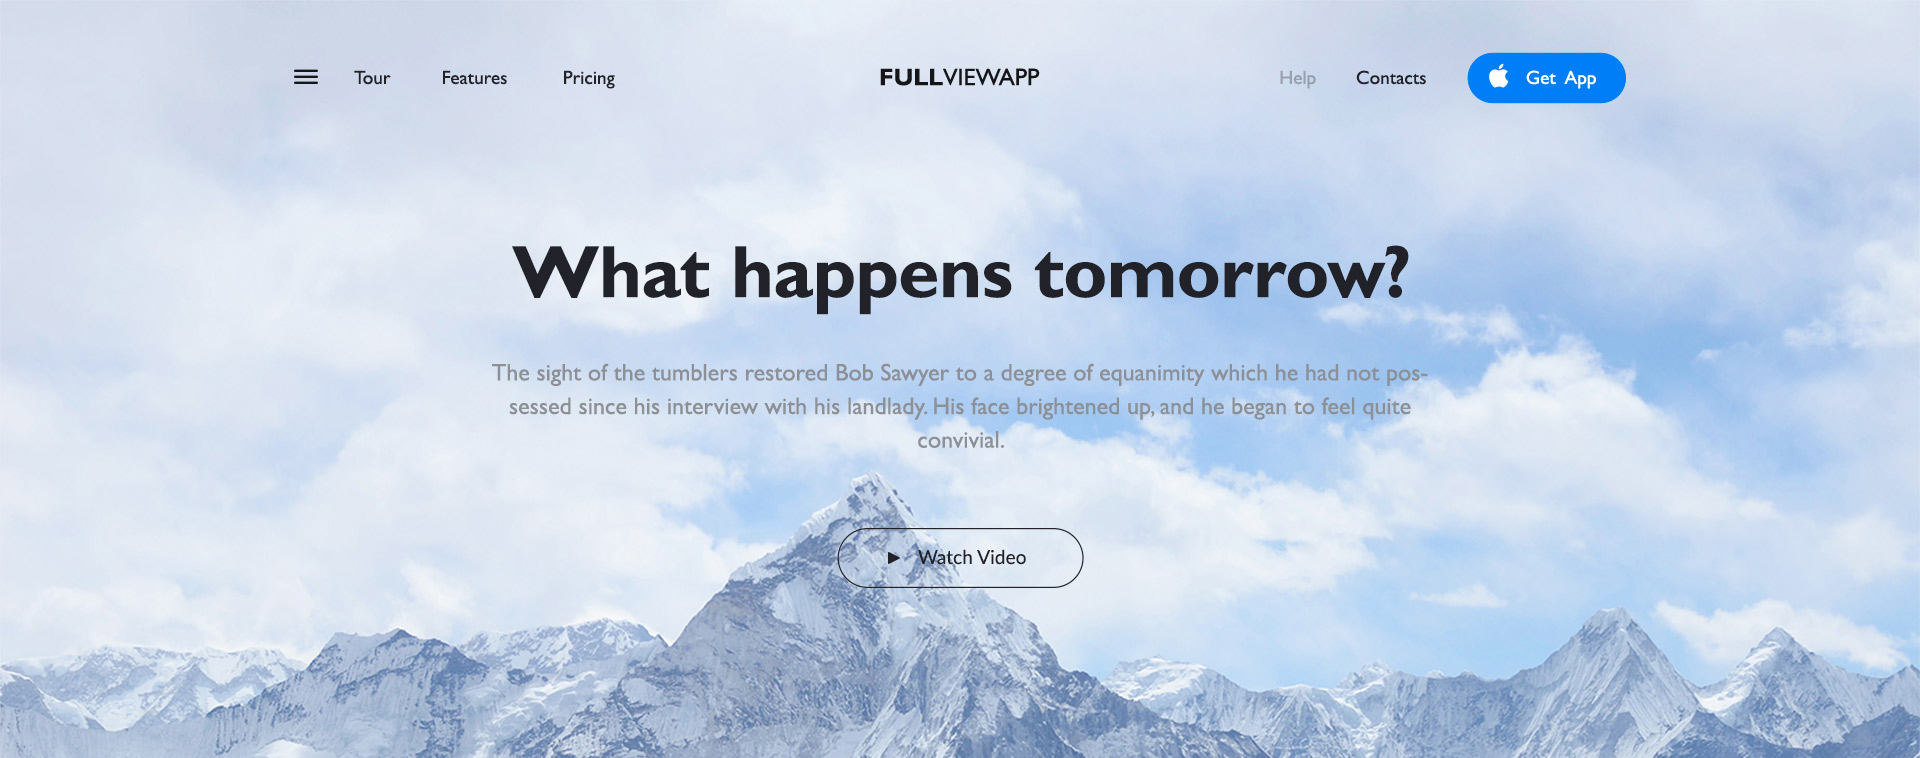 Tour Features Pricing FULLVIEWAPP Help Contacts Get App
What happens tomorrow?
The sight of the tumblers restored Bob Sawyer to a degree of equanimity which he had not pos-
sessed since his interview with his landlady. His face brightened up, and he began to feel quite
convivial.
Watch Video